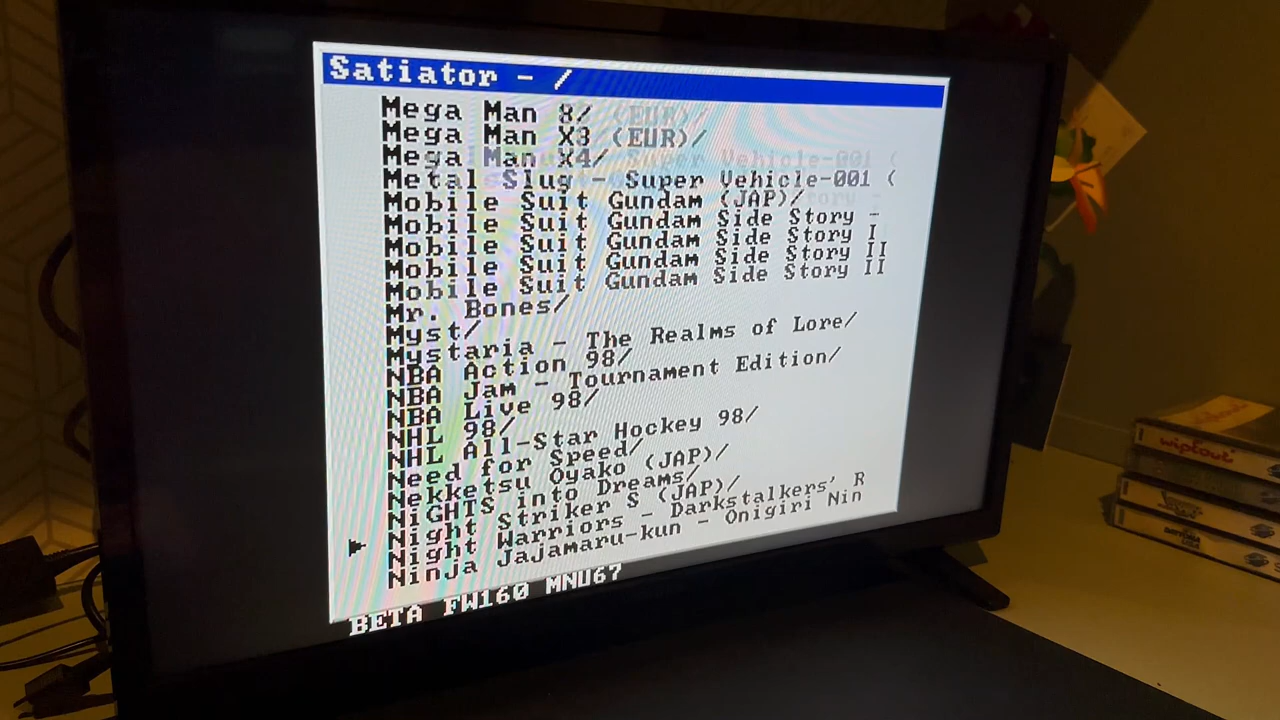 Satiator - /
Mega Man 8/
Mega Man X3 (EUR)/
Mega Man X4/
Metal Slug - Super Vehicle-001 (
Mobile Suit Gundam (JAP)/
Mobile Suit Gundam Side Story -
Mobile Suit Gundam Side Story I
Mobile Suit Gundam Side Story II
Mobile Suit Gundam Side Story II
Mr. Bones/
Myst/
Mystaria - The Realms of Lore/
NBA Action 98/
NBA Jam - Tournament Edition/
NBA Live 98/
NHL 98/
NHL All-Star Hockey 98/
Need for Speed/
Nekketsu Oyako (JAP)/
NiGHTS into Dreams/
Night Striker S (JAP)/
Night Warriors - Darkstalkers' R
Ninja Jajamaru-kun - Onigiri Nin
BETA FW160 MNU67
wipeout
DAYTONA
USA